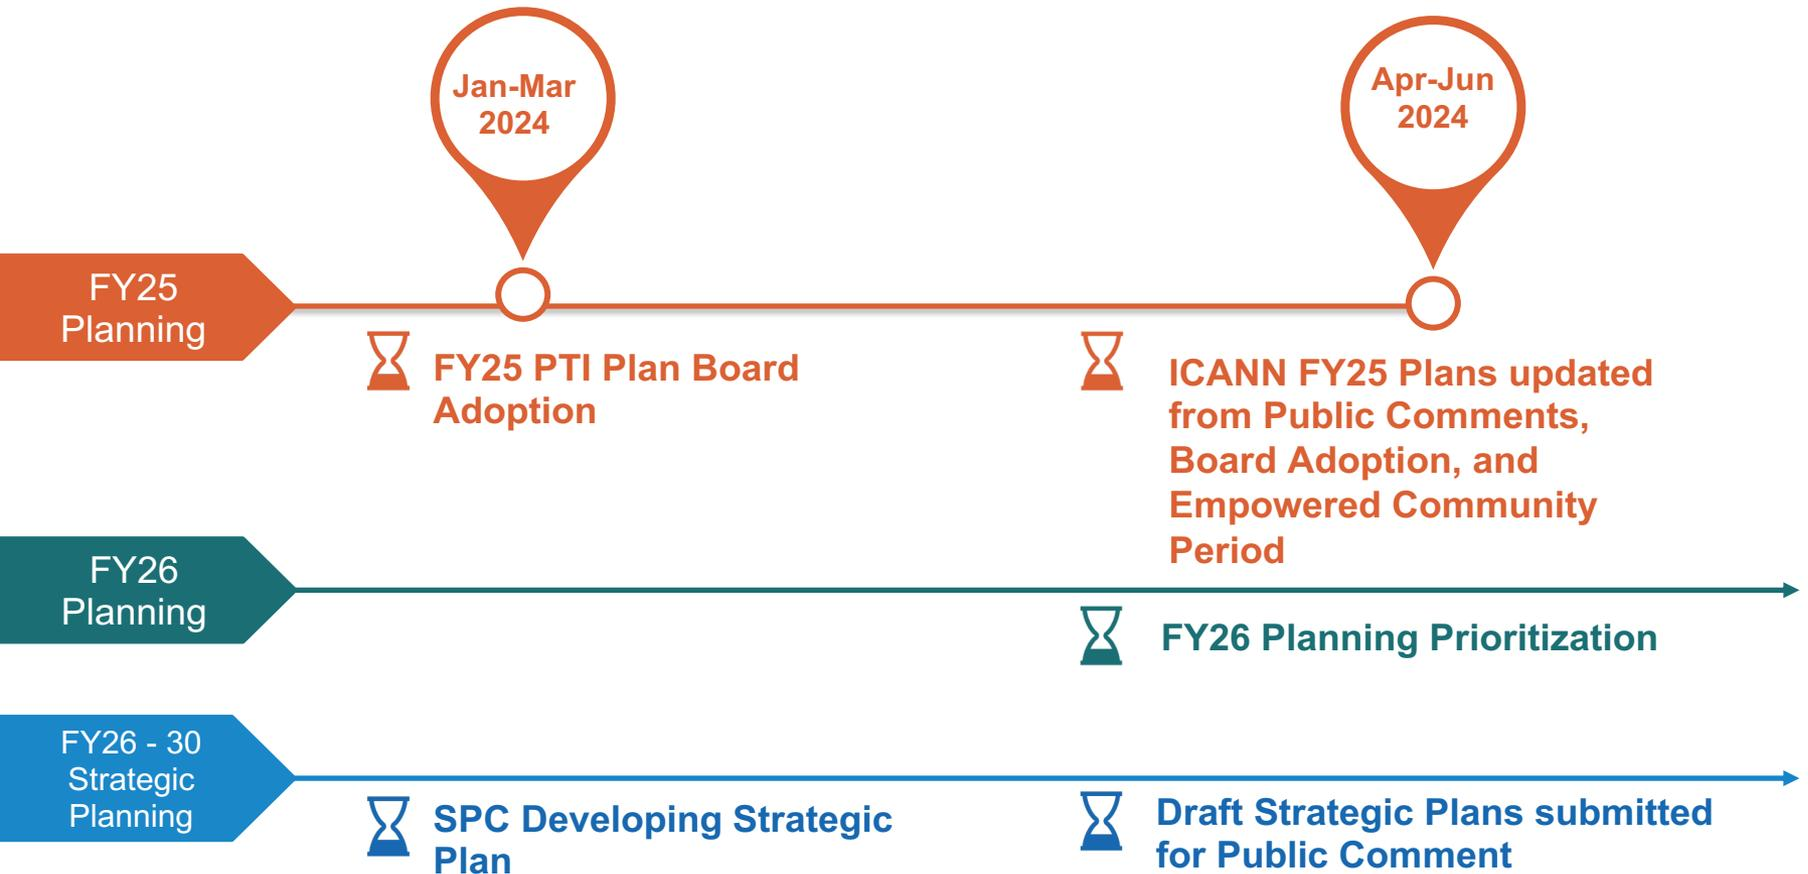 Jan-Mar
2024
Apr-Jun
2024
FY25
Planning
FY25 PTI Plan Board
Adoption
ICANN FY25 Plans updated
from Public Comments,
Board Adoption, and
Empowered Community
Period
FY26
Planning
FY26 Planning Prioritization
FY26 - 30
Strategic
Planning
SPC Developing Strategic
Plan
Draft Strategic Plans submitted
for Public Comment